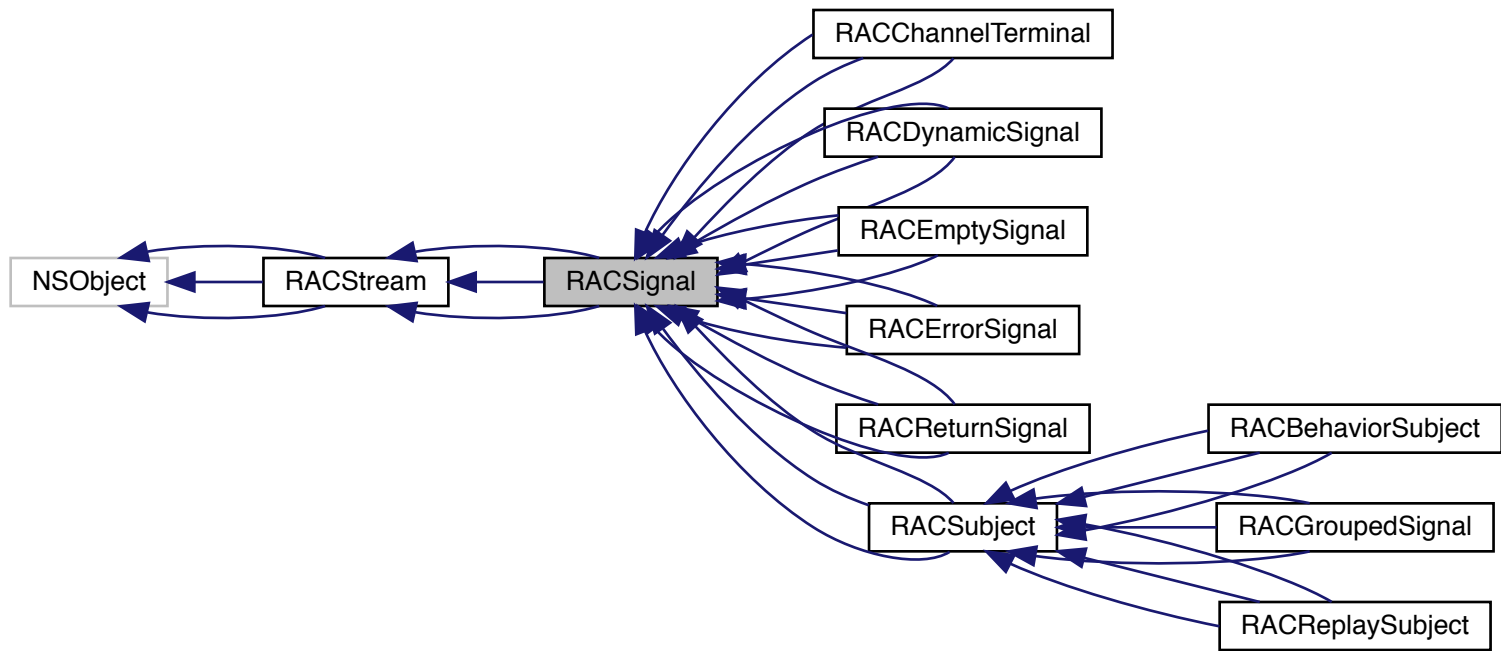 RACChannelTerminal
RACDynamicSignal
RACEmptySignal
NSObject
RACStream
RACSignal
RACErrorSignal
RACReturnSignal
RACBehaviorSubject
RACSubject
RACGroupedSignal
RACReplaySubject